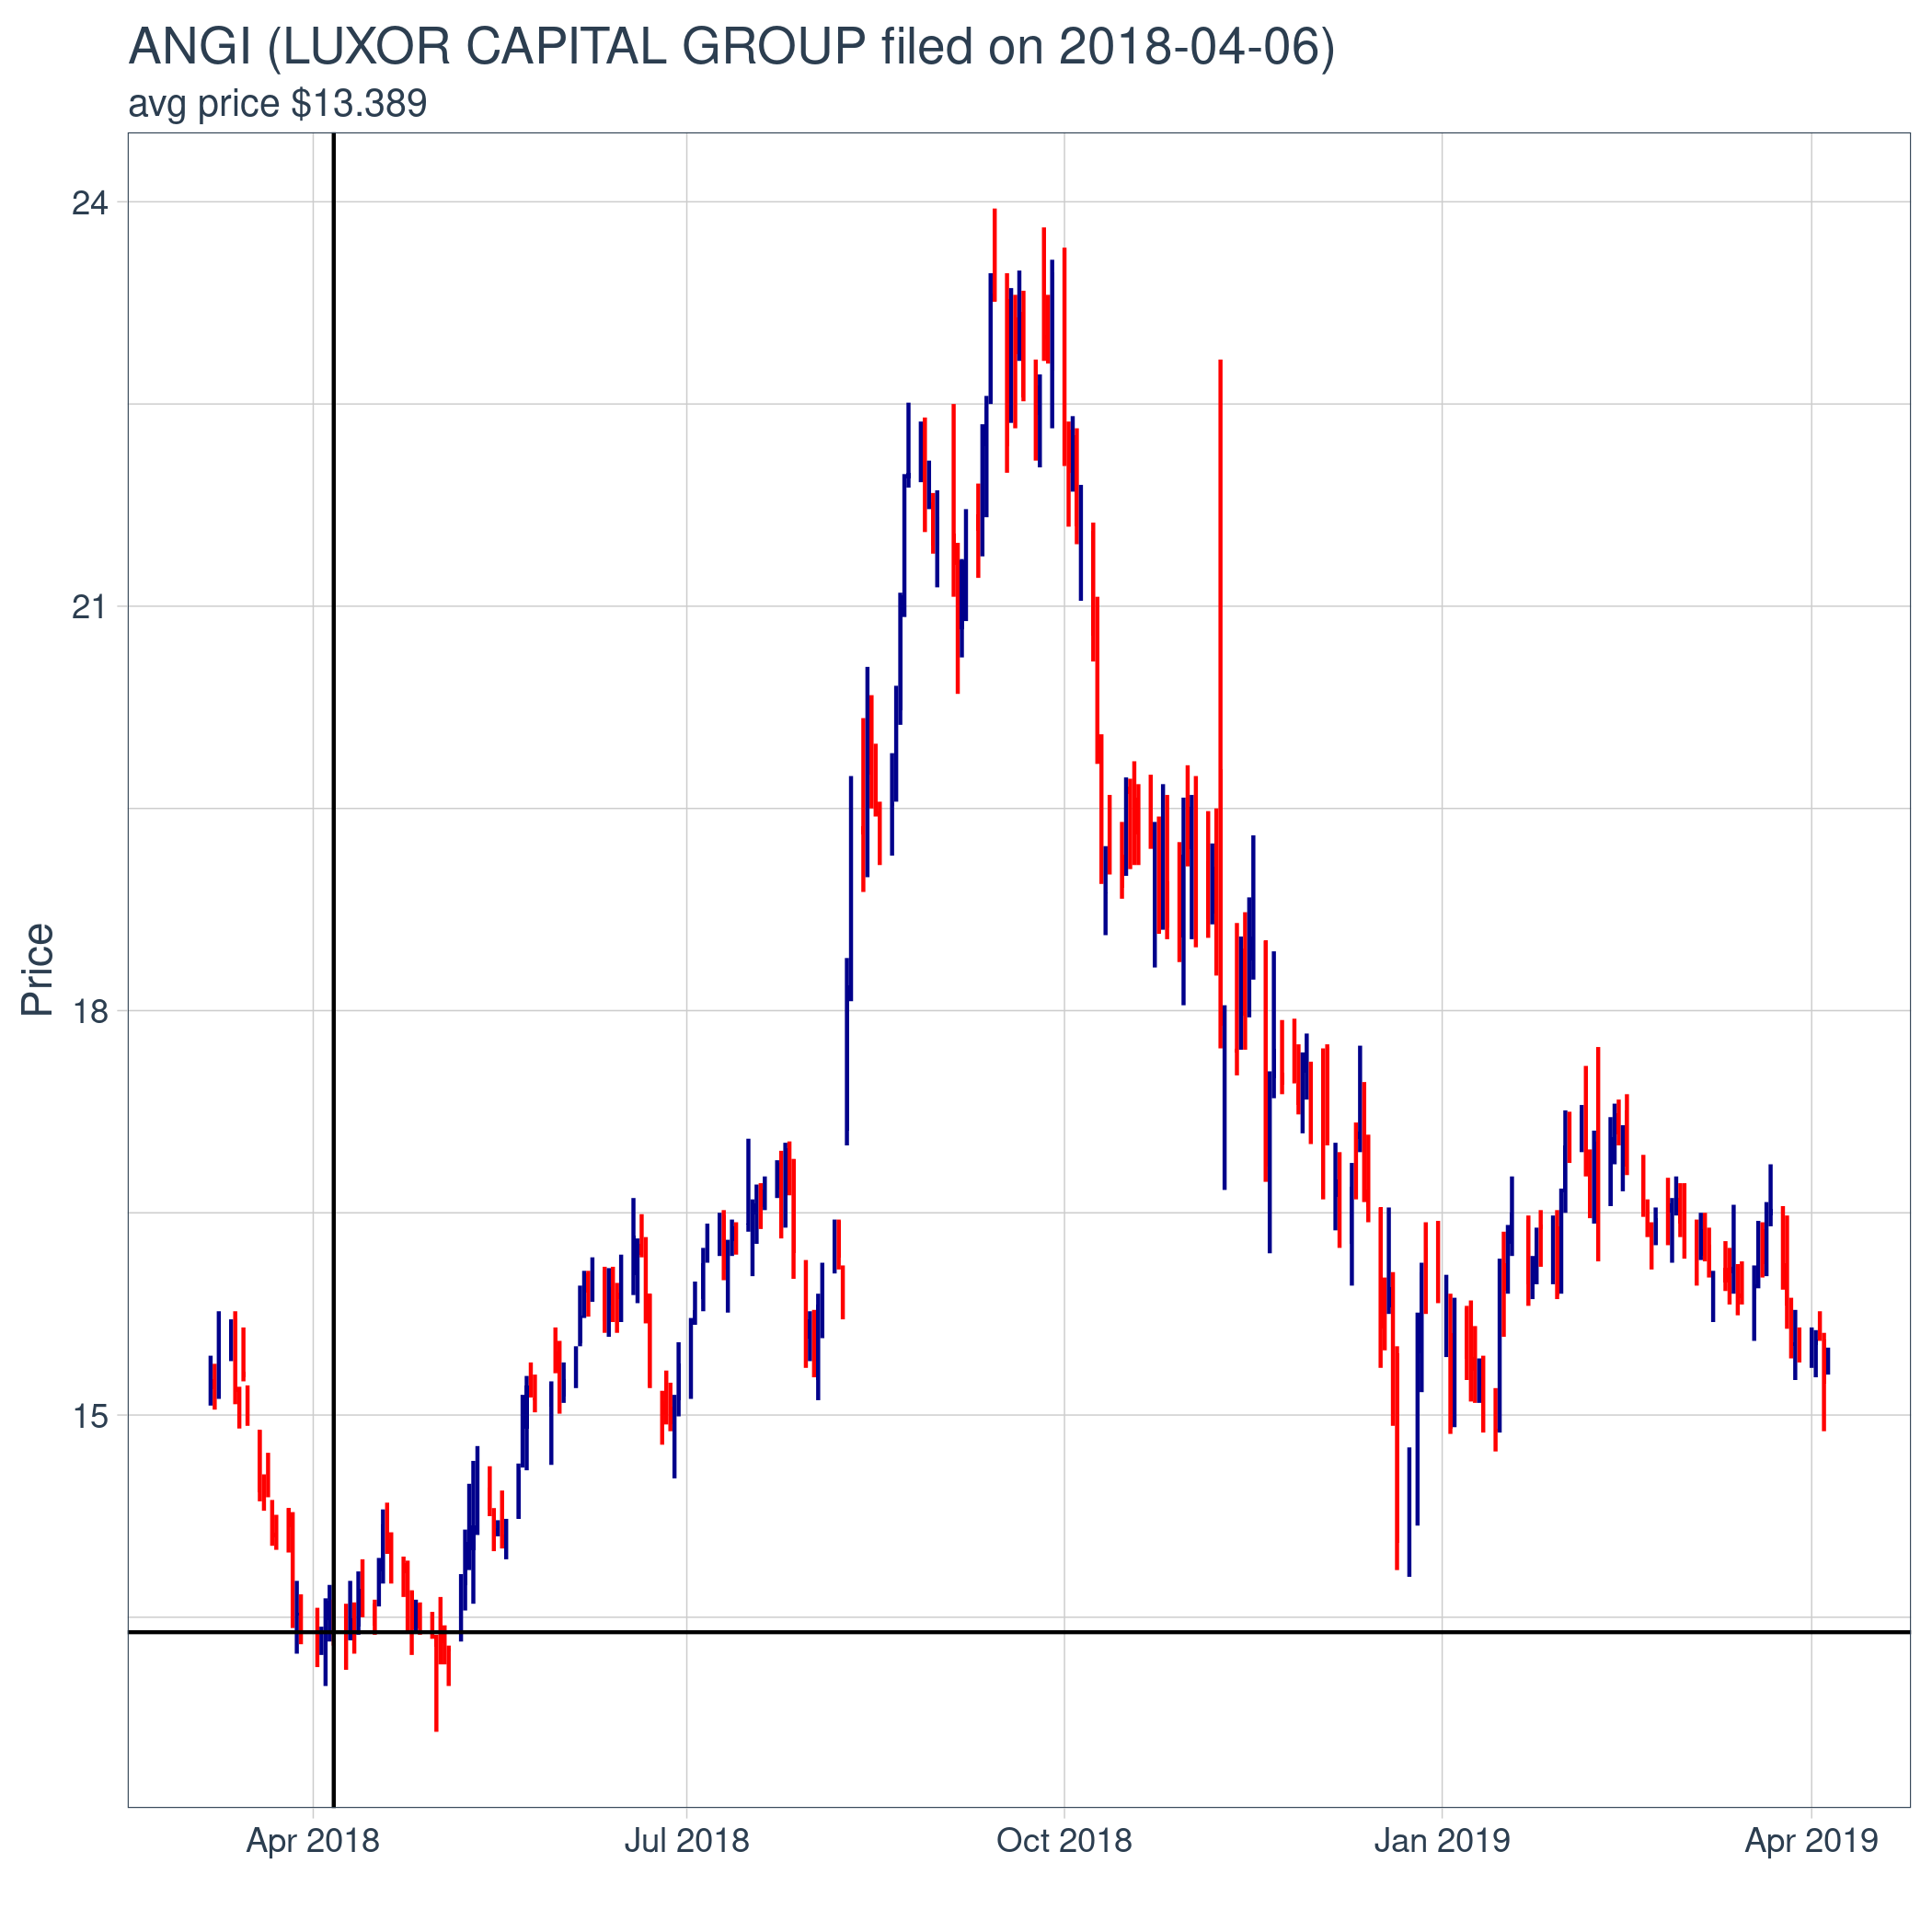 ANGI (LUXOR CAPITAL GROUP filed on 2018-04-06)
avg price $13.389
24
21
18
15
Price
Apr 2018 Jul 2018 Oct 2018 Jan 2019 Apr 2019